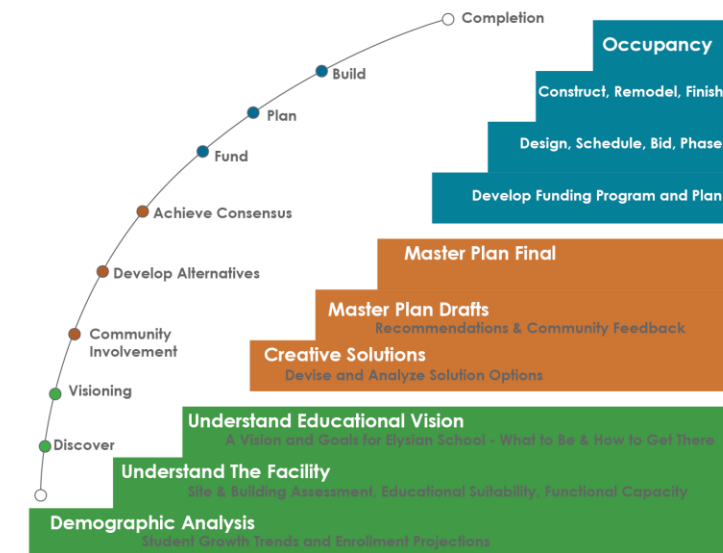 Completion
Build
Plan
Fund
Achieve Consensus
Develop Alternatives
Community
Involvement
Visioning
Discover
Occupancy
Construct, Remodel, Finish
Design, Schedule, Bid, Phase
Develop Funding Program and Plan
Master Plan Final
Master Plan Drafts
Recommendations & Community Feedback
Creative Solutions
Devise and Analyze Solution Options
Understand Educational Vision
A Vision and Goals for Elysian School - What to Be & How to Get There
Understand The Facility
Site & Building Assessment, Educational Suitability, Functional Capacity
Demographic Analysis
Student Growth Trends and Enrollment Projections